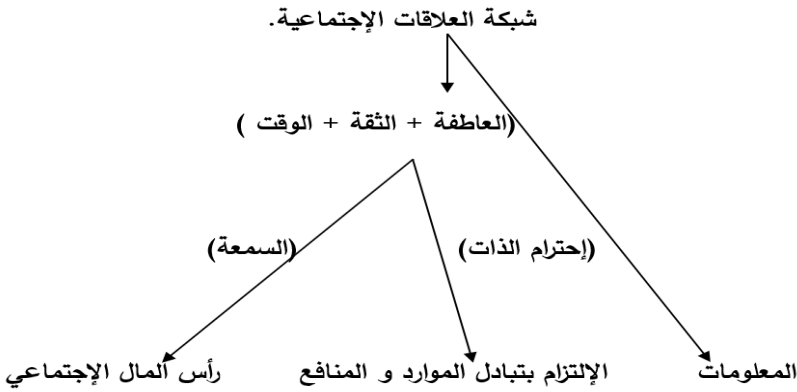 شبكة العلاقات الإجتماعية.
(العاطفة + الثقة + الوقت )
(إحترام الذات) (السمعة)
المعلومات الإلتزام بتبادل الموارد و المنافع رأس المال الإجتماعي